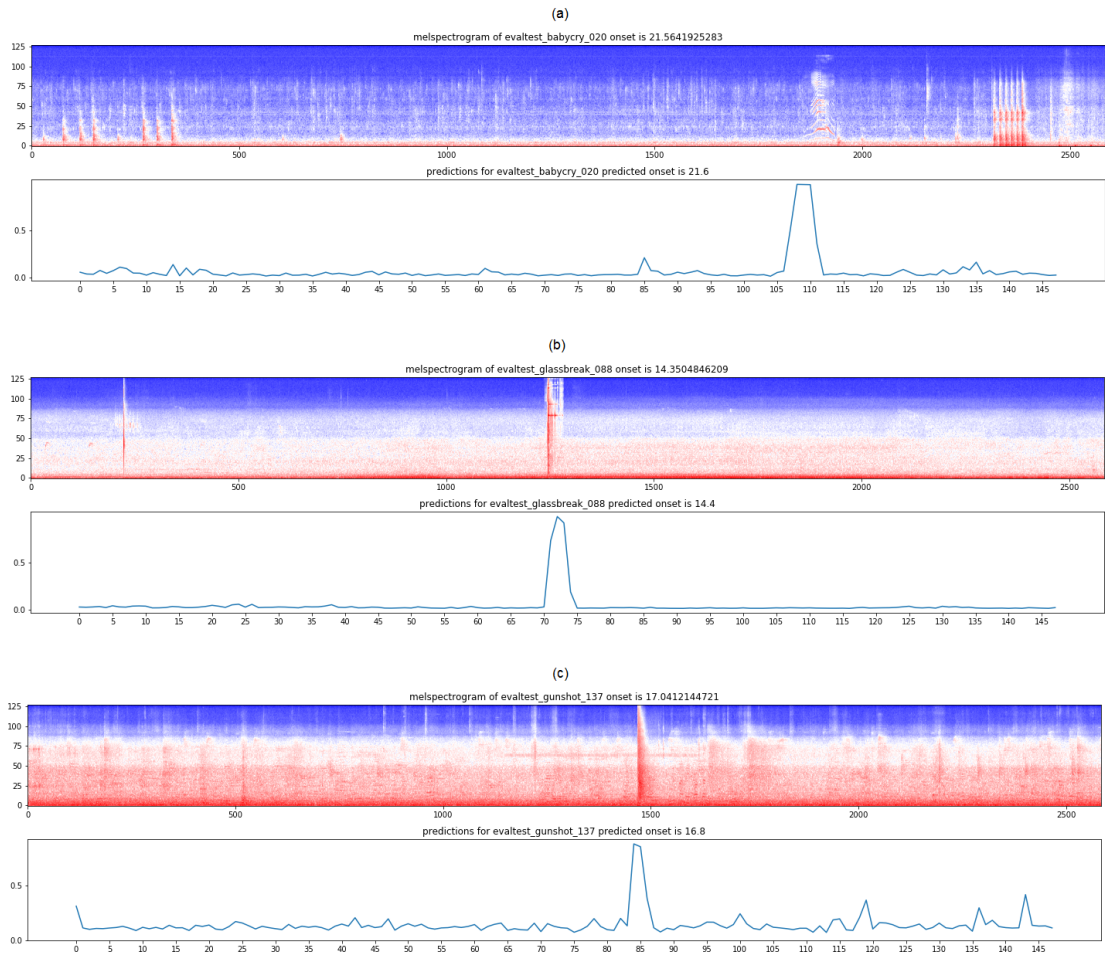 (a)
melspectrogram of evaltest_babycry_020 onset is 21.5641925283
125
100
75
50
25
0
0 500 1000 1500 2000 2500
predictions for evaltest_babycry_020 predicted onset is 21.6
0.5
0.0
0 5 10 15 20 25 30 35 40 45 50 55 60 65 70 75 80 85 90 95 100 105 110 115 120 125 130 135 140 145
(b)
melspectrogram of evaltest_glassbreak_088 onset is 14.3504846209
125
100
75
50
25
0
0 500 1000 1500 2000 2500
predictions for evaltest_glassbreak_088 predicted onset is 14.4
0.5
0.0
0 5 10 15 20 25 30 35 40 45 50 55 60 65 70 75 80 85 90 95 100 105 110 115 120 125 130 135 140 145
(c)
melspectrogram of evaltest_gunshot_137 onset is 17.0412144721
125
100
75
50
25
0
0 500 1000 1500 2000 2500
predictions for evaltest_gunshot_137 predicted onset is 16.8
0.5
0.0
0 5 10 15 20 25 30 35 40 45 50 55 60 65 70 75 80 85 90 95 100 105 110 115 120 125 130 135 140 145